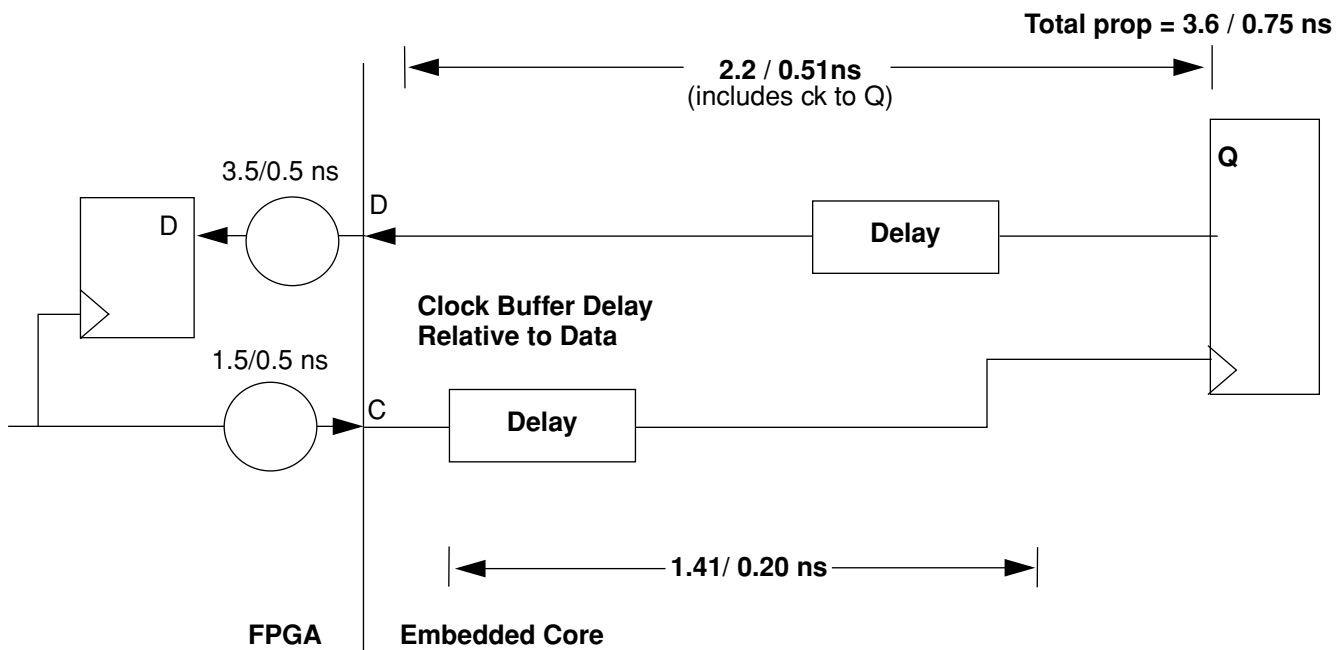 Total prop = 3.6 / 0.75 ns
2.2 / 0.51ns
(includes ck to Q)
3.5/0.5 ns
Q
D
D
Delay
Clock Buffer Delay
Relative to Data
1.5/0.5 ns
C
Delay
1.41/ 0.20 ns
FPGA
Embedded Core